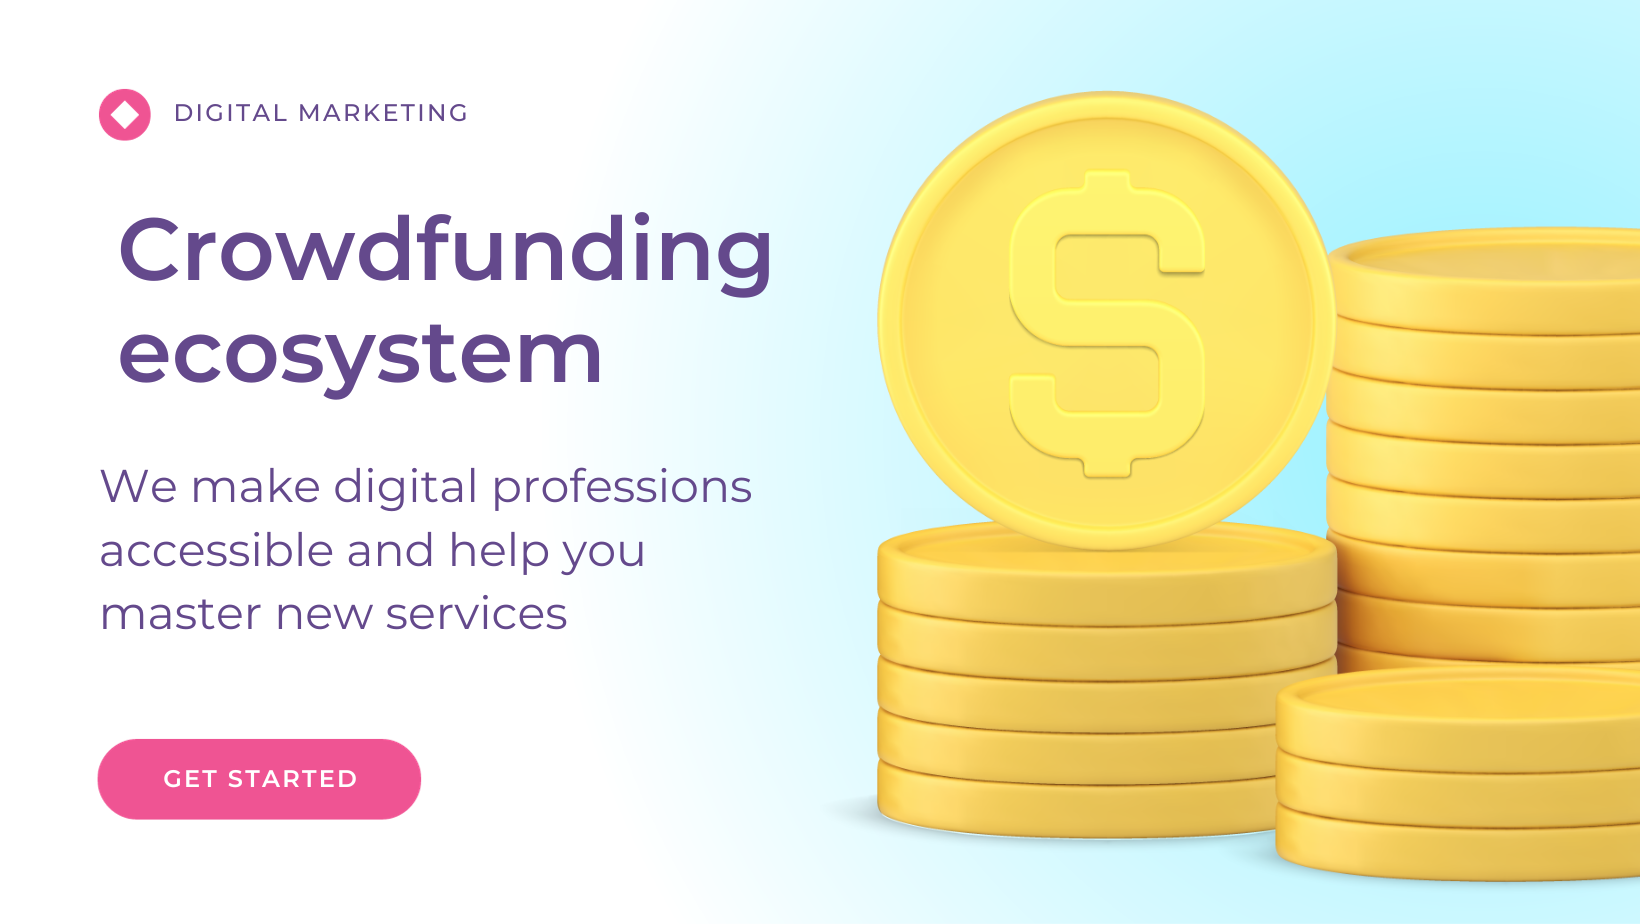 DIGITAL MARKETING
Crowdfunding
ecosystem
We make digital professions
accessible and help you
master new services
GET STARTED
$